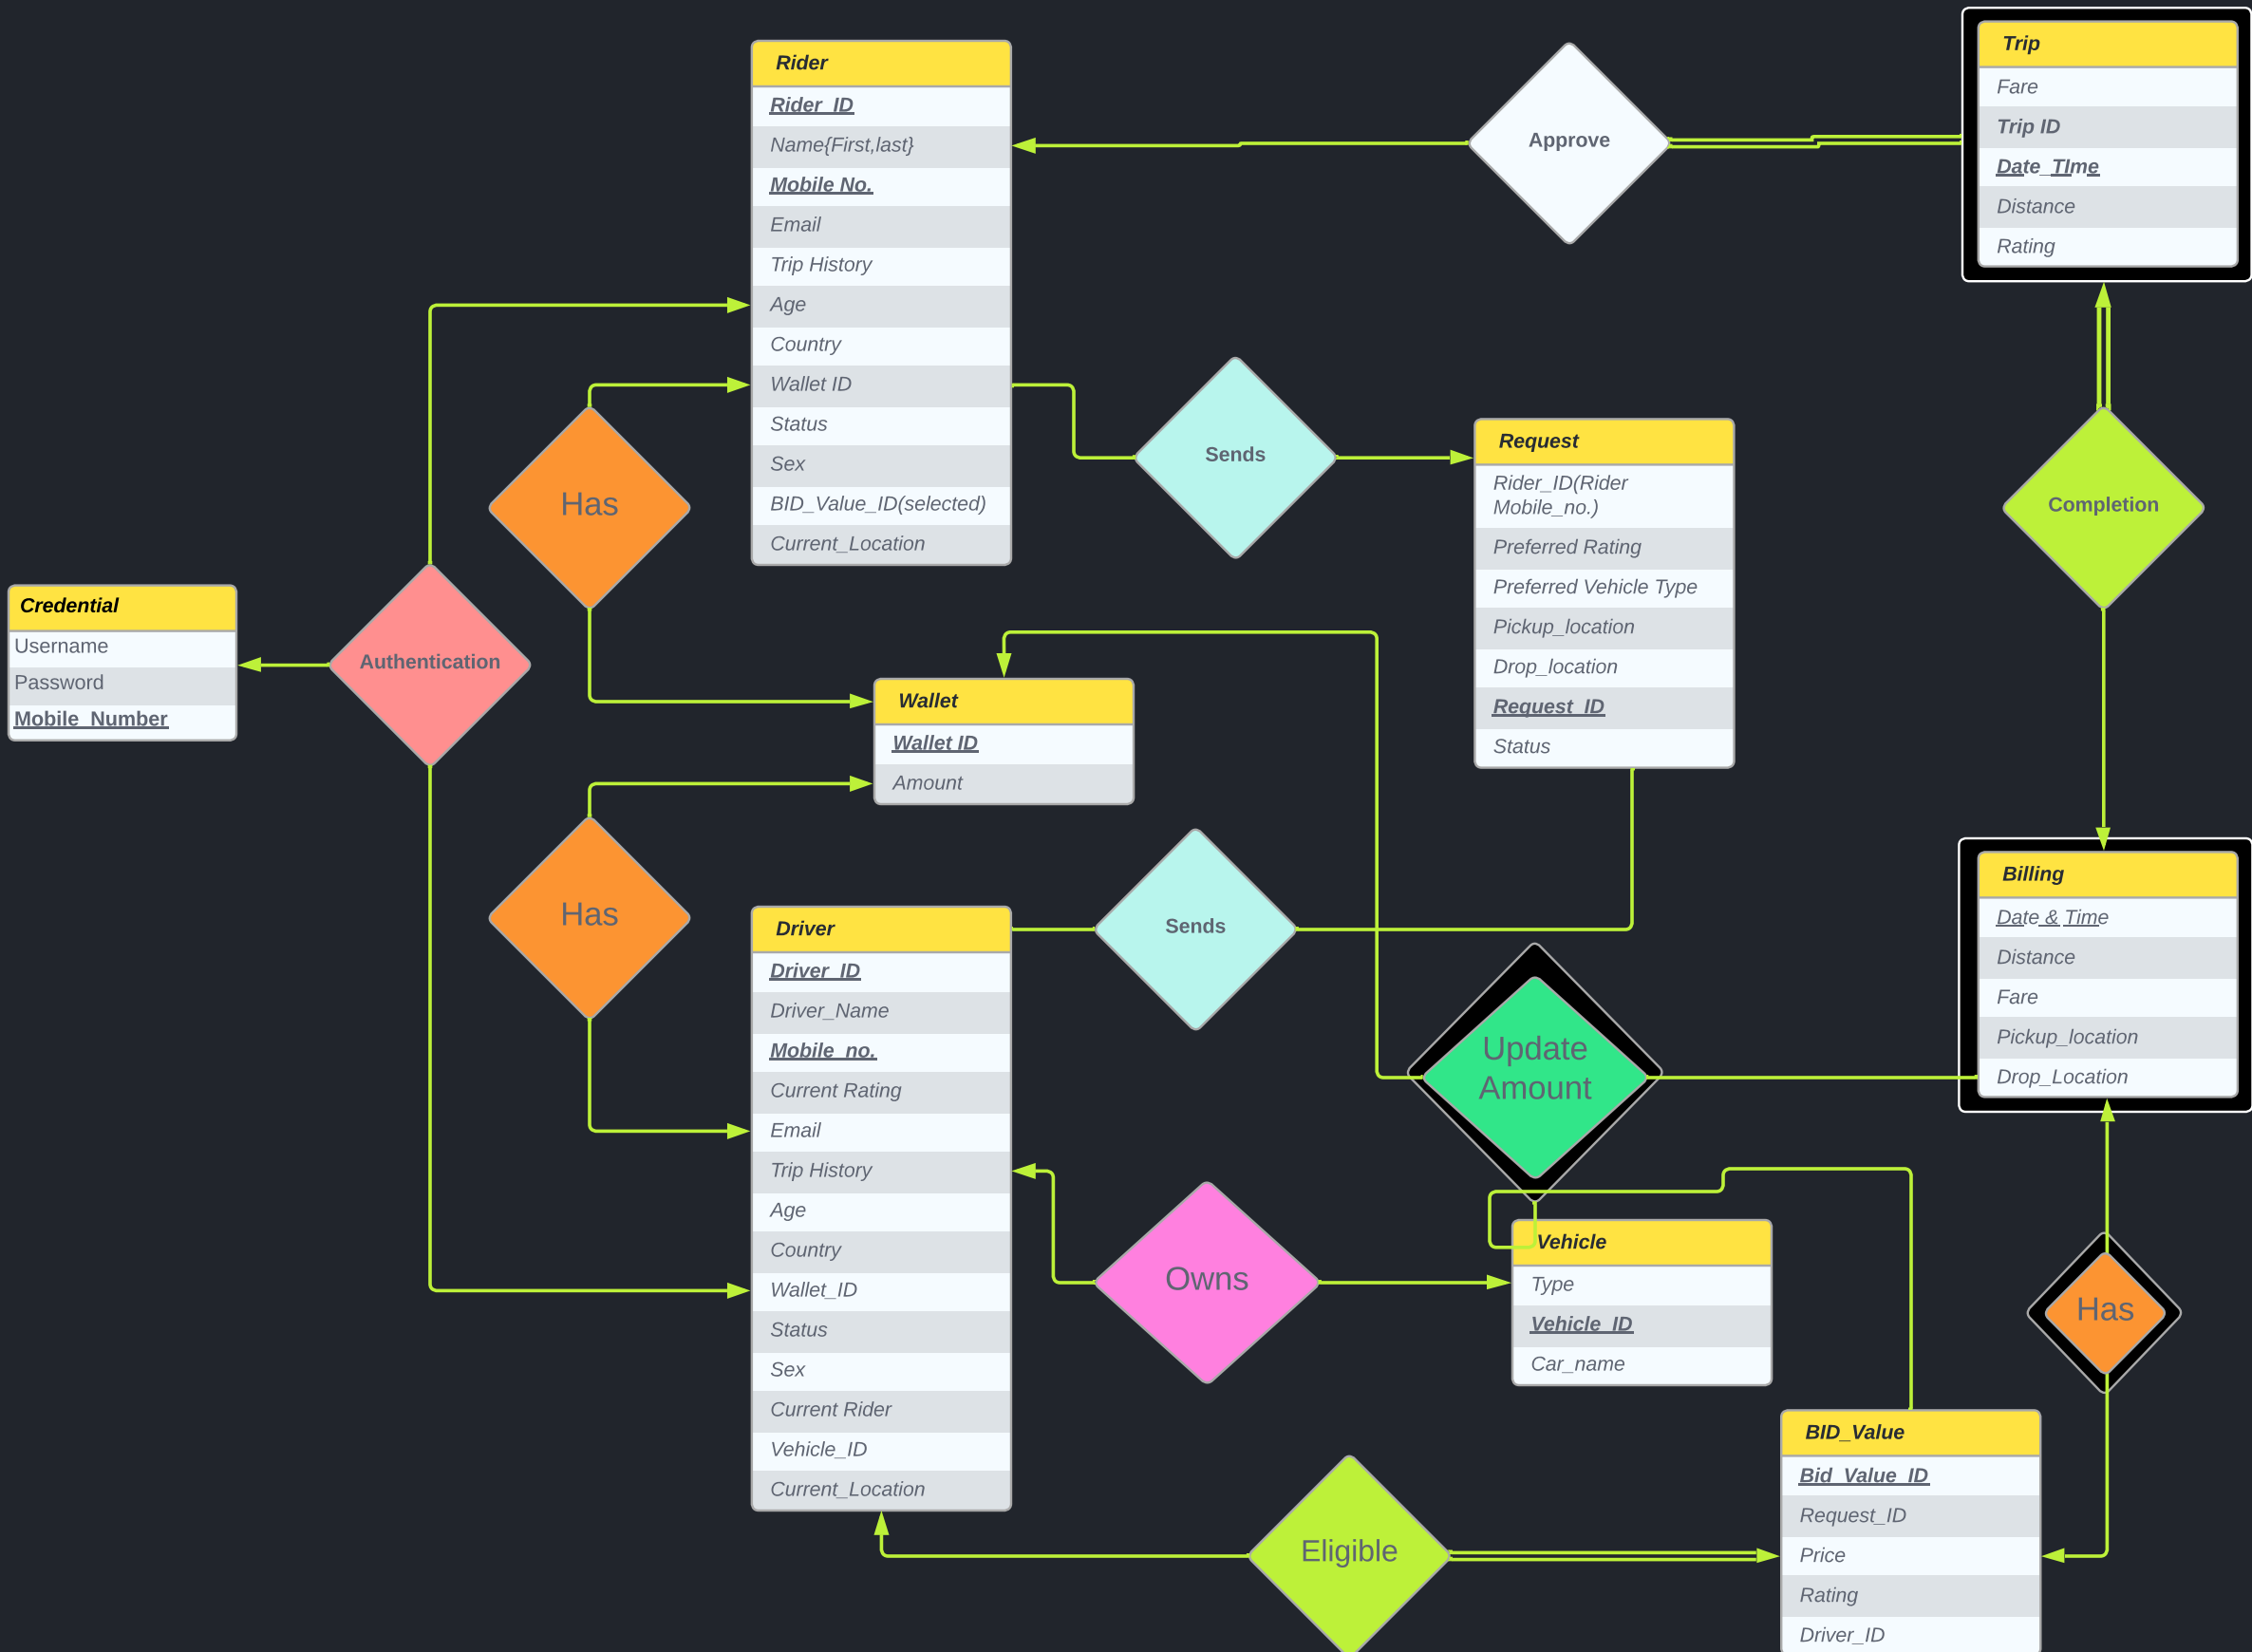 Rider
Rider_ID
Name{First,last}
Mobile No.
Email
Trip History
Age
Country
Wallet ID
Status
Sex
BID_Value_ID(selected)
Current_Location
Approve
Trip
Fare
Trip ID
Date_TIme
Distance
Rating
Has
Sends
Request
Rider_ID(Rider
Mobile_no.)
Preferred Rating
Preferred Vehicle Type
Pickup_location
Drop_location
Request_ID
Status
Completion
Credential
Username
Password
Mobile_Number
Authentication
Wallet
Wallet ID
Amount
Has
Driver
Driver_ID
Driver_Name
Mobile_no.
Current Rating
Email
Trip History
Age
Country
Wallet_ID
Status
Sex
Current Rider
Vehicle_ID
Current_Location
Sends
Update
Amount
Billing
Date & Time
Distance
Fare
Pickup_location
Drop_Location
Owns
Vehicle
Type
Vehicle_ID
Car_name
Has
Eligible
BID_Value
Bid_Value_ID
Request_ID
Price
Rating
Driver_ID